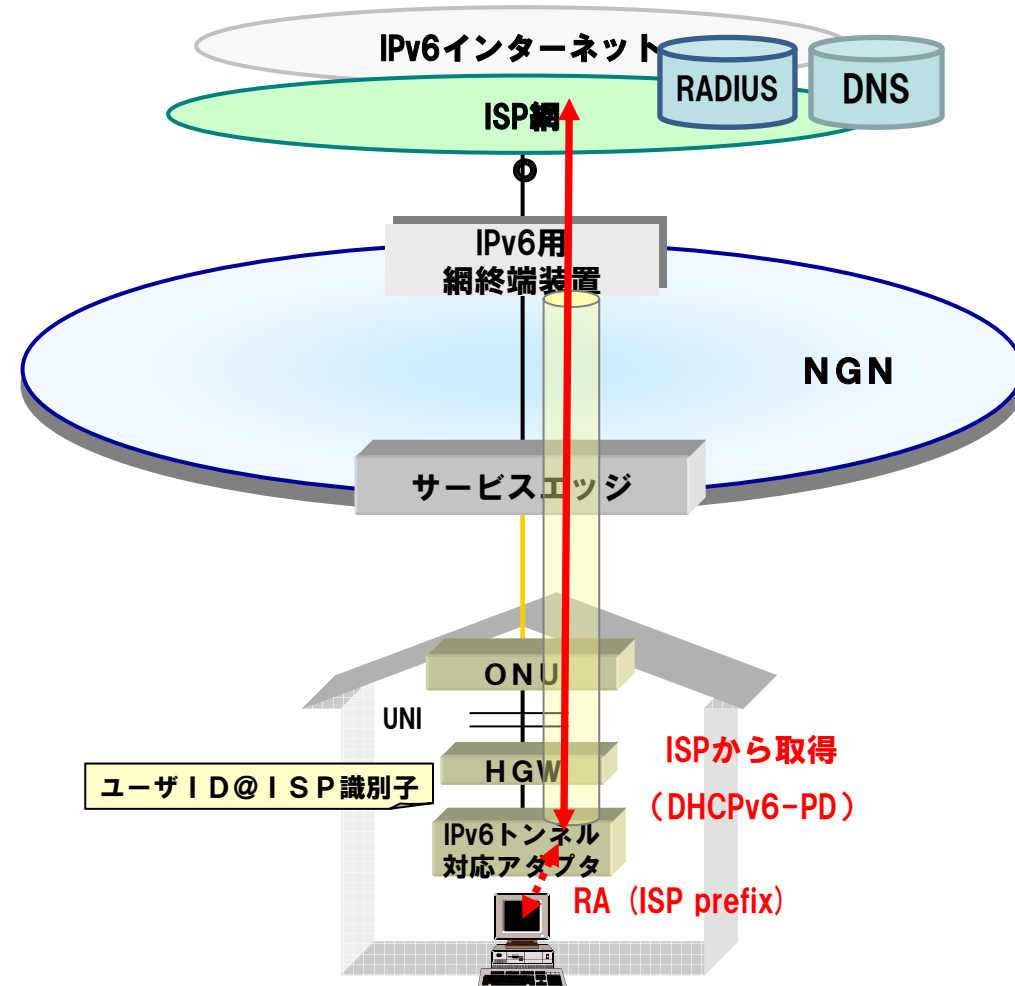 IPv6インターネット
RADIUS
DNS
ISP網
IPv6用
網終端装置
NGN
サービスエッジ
ONU
UNI
HGW
ISPから取得
(DHCPv6-PD)
ユーザID@ISP識別子
IPv6トンネル
対応アダプタ
RA (ISP prefix)